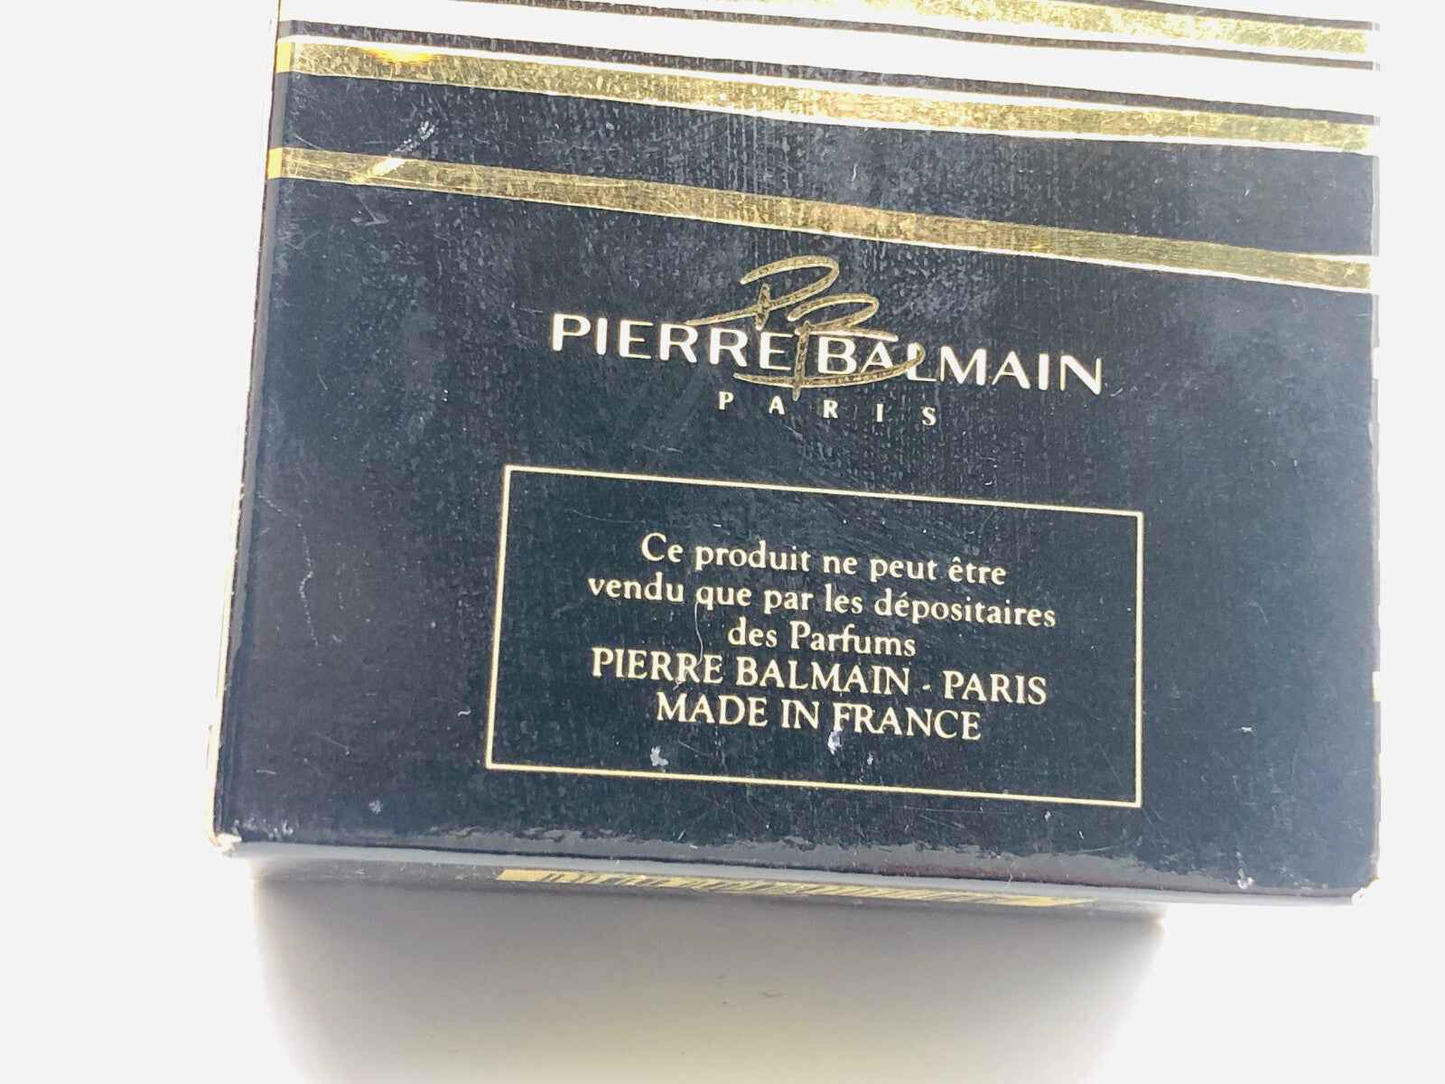 PB
PIERRE BALMAIN
PARIS
Ce produit ne peut être
vendu que par les dépositaires
des Parfums
PIERRE BALMAIN - PARIS
MADE IN FRANCE